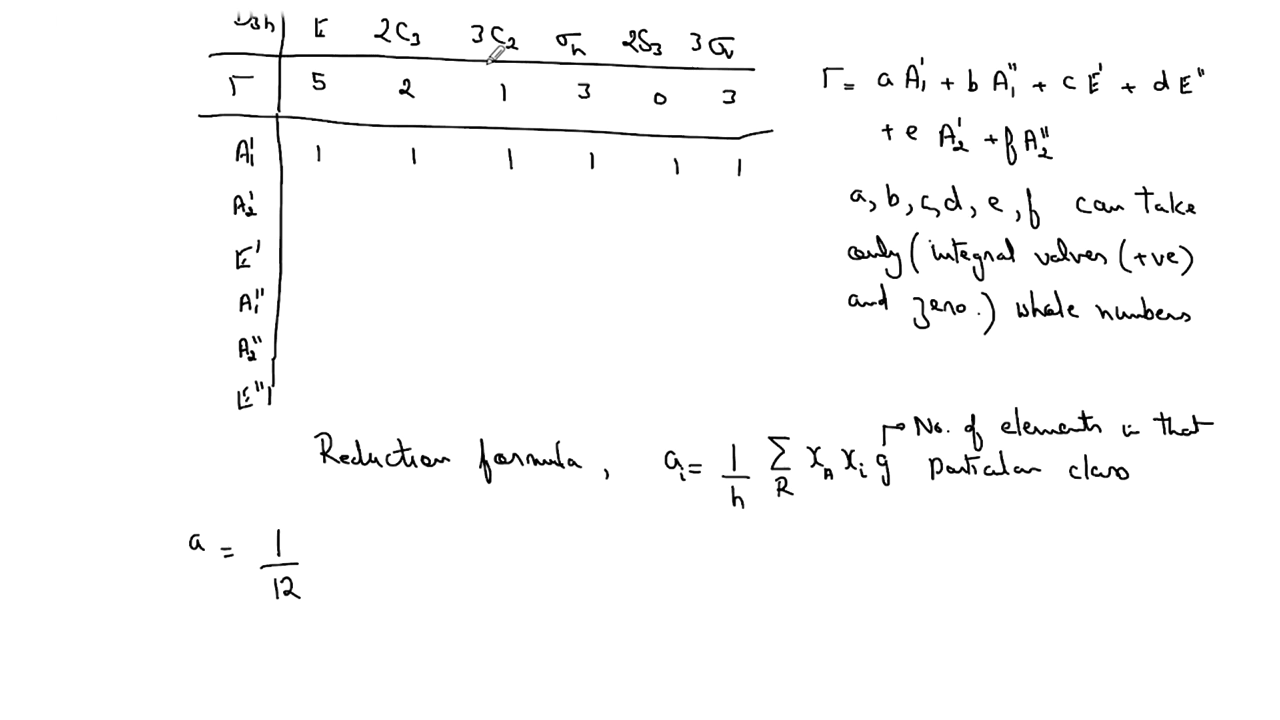 D3h E 2C3 3C2 σh 2S3 3σv
Γ 5 2 1 3 0 3
A1' 1 1 1 1 1 1
A2'
E'
A1''
A2''
E''
Γ = a A1' + b A1'' + c E' + d E''
+ e A2' + f A2''
a, b, c, d, e, f can take
only (integral valves (+ve)
and zero.) whole numbers
Reduction formula, ai = 1/h Σ_R χA χi g → No. of elements in that
particular class
a = 1/12